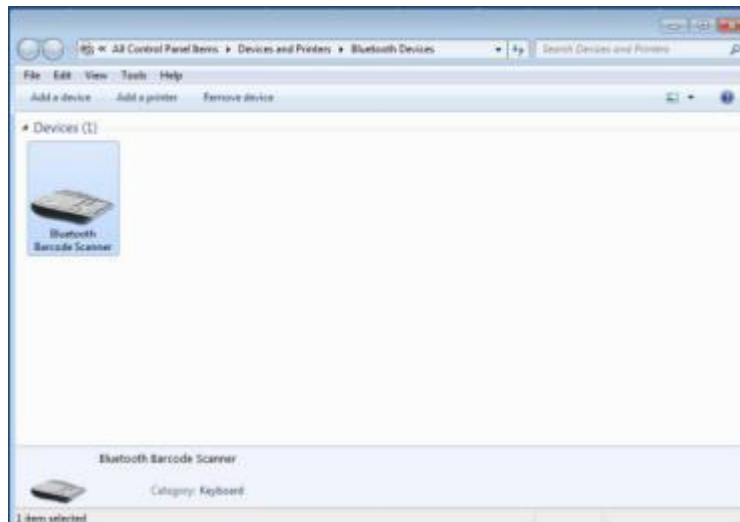 « All Control Panel Items ▸ Devices and Printers ▸ Bluetooth Devices
Search Devices and Printers
File Edit View Tools Help
Add a device Add a printer Remove device
Devices (1)
Bluetooth
Barcode Scanner
Bluetooth Barcode Scanner
Category: Keyboard
1 item selected